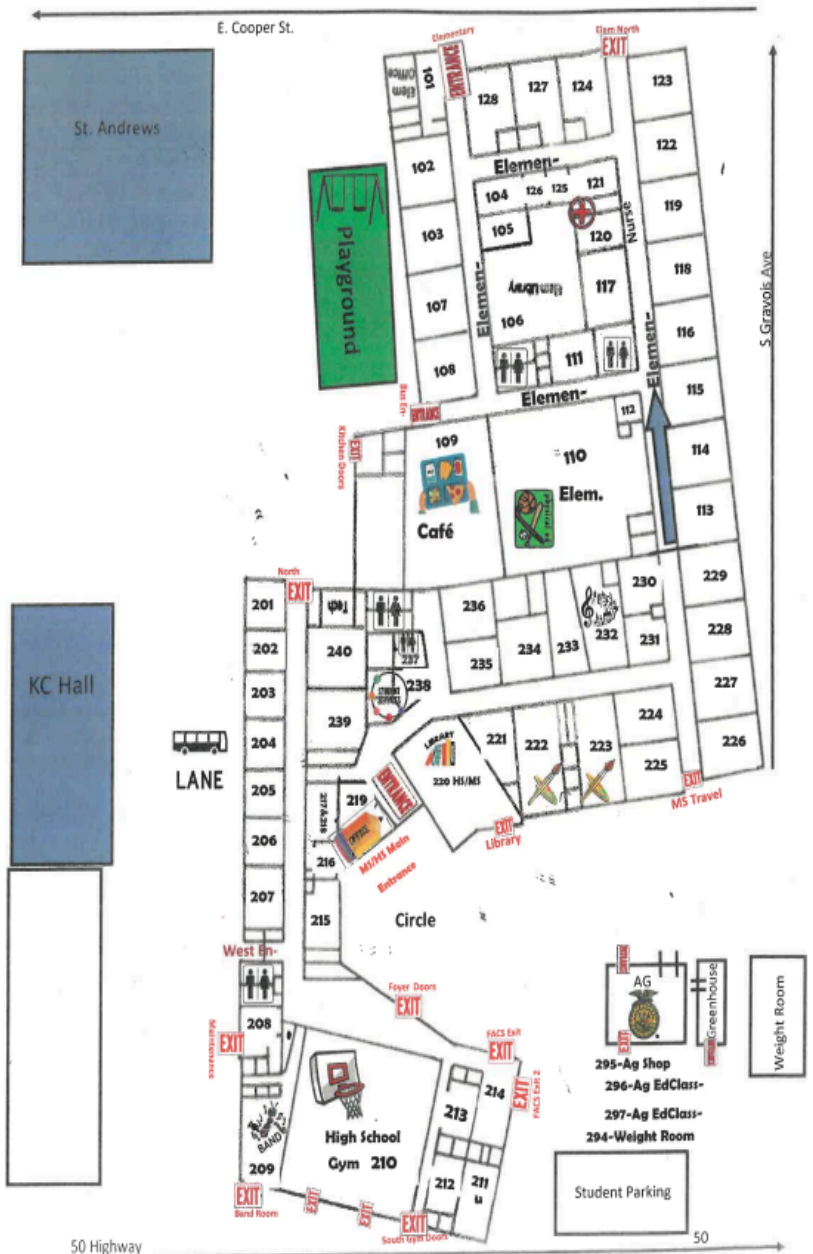 E. Cooper St.
Elementary
ENTRANCE
Elem North
EXIT
Elem Office
101
St. Andrews
128
127
124
123
122
102
Elemen-
104
126
125
121
119
105
120
Nurse
103
Playground
Elemen-
Elem Library
117
118
S Gravois Ave
107
106
116
108
111
Elemen-
Elemen-
115
Bus En-
ENTRANCE
112
Kitchen Doors
EXIT
109
110
114
Elem.
Café
113
North
EXIT
201
Tech
236
230
229
202
240
237
235
234
233
232
231
228
KC Hall
203
STUDENT SERVICES
238
227
239
224
204
LIBRARY
221
222
223
226
LANE
220 HS/MS
225
205
217&218
219
ENTRANCE
EXIT
MS Travel
OFFICE
EXIT
Library
206
216
MS/HS Main
Entrance
207
215
Circle
West En-
Foyer Doors
EXIT
AG
Greenhouse
Weight Room
208
EXIT
Maintenance
FACS Exit
EXIT
EXIT
295-Ag Shop
296-Ag EdClass-
214
EXIT
FACS Exit 2
213
297-Ag EdClass-
BAND
High School
Gym 210
294-Weight Room
209
212
211
u
Student Parking
EXIT
Band Room
EXIT
EXIT
EXIT
South Gym Doors
50 Highway
50